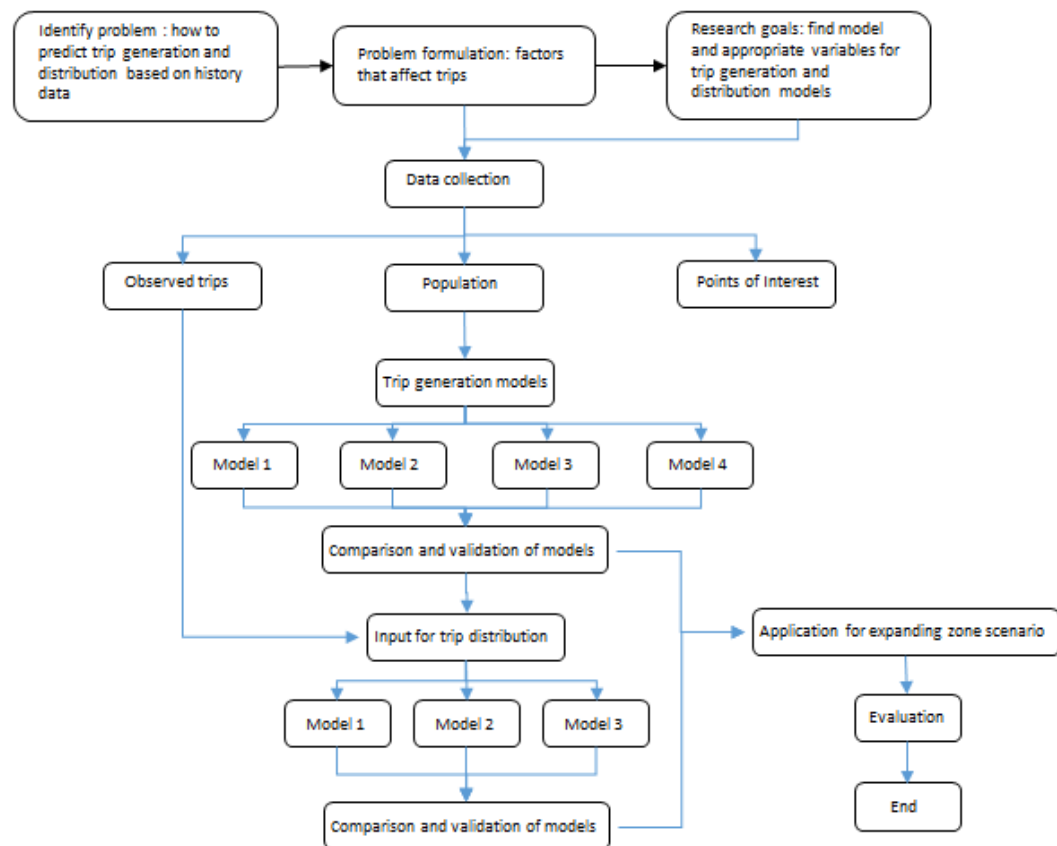 Identify problem : how to
predict trip generation and
distribution based on history
data
Problem formulation: factors
that affect trips
Research goals: find model
and appropriate variables for
trip generation and
distribution models
Data collection
Observed trips
Population
Points of Interest
Trip generation models
Model 1
Model 2
Model 3
Model 4
Comparison and validation of models
Input for trip distribution
Application for expanding zone scenario
Model 1
Model 2
Model 3
Evaluation
Comparison and validation of models
End